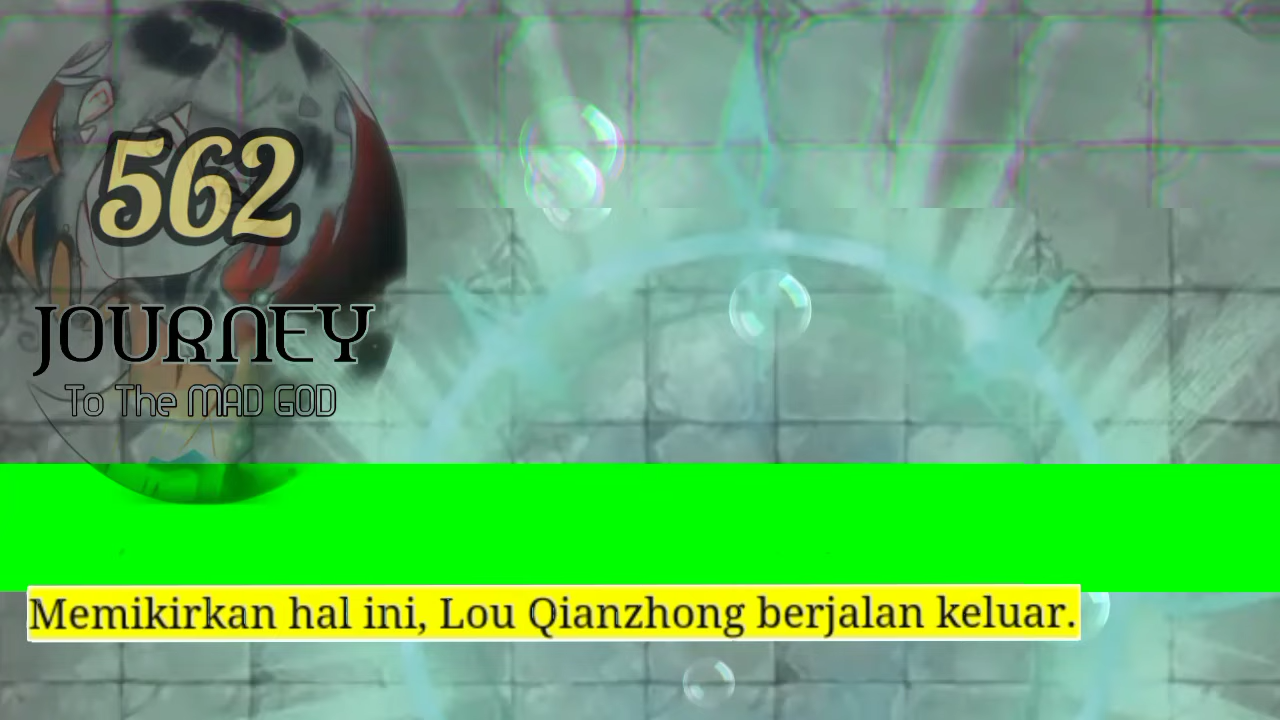 562
JOURNEY
To The MAD GOD
Memikirkan hal ini, Lou Qianzhong berjalan keluar.